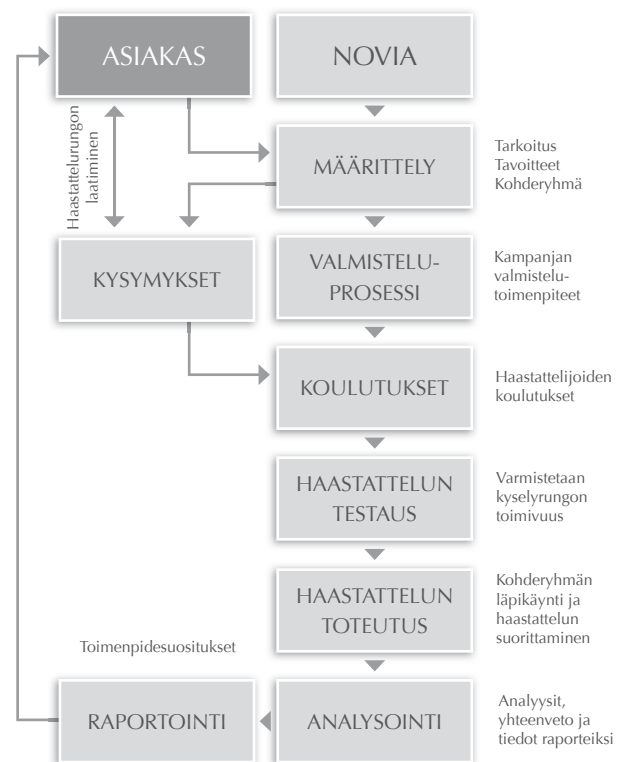 ASIAKAS
NOVIA
Haastattelurungon
laatiminen
MÄÄRITTELY
Tarkoitus
Tavoitteet
Kohderyhmä
KYSYMYKSET
VALMISTELU-
PROSESSI
Kampanjan
valmistelu-
toimenpiteet
KOULUTUKSET
Haastattelijoiden
koulutukset
HAASTATTELUN
TESTAUS
Varmistetaan
kyselyrungon
toimivuus
HAASTATTELUN
TOTEUTUS
Kohderyhmän
läpikäynti ja
haastattelun
suorittaminen
Toimenpidesuositukset
RAPORTOINTI
ANALYSOINTI
Analyysit,
yhteenveto ja
tiedot raporteiksi